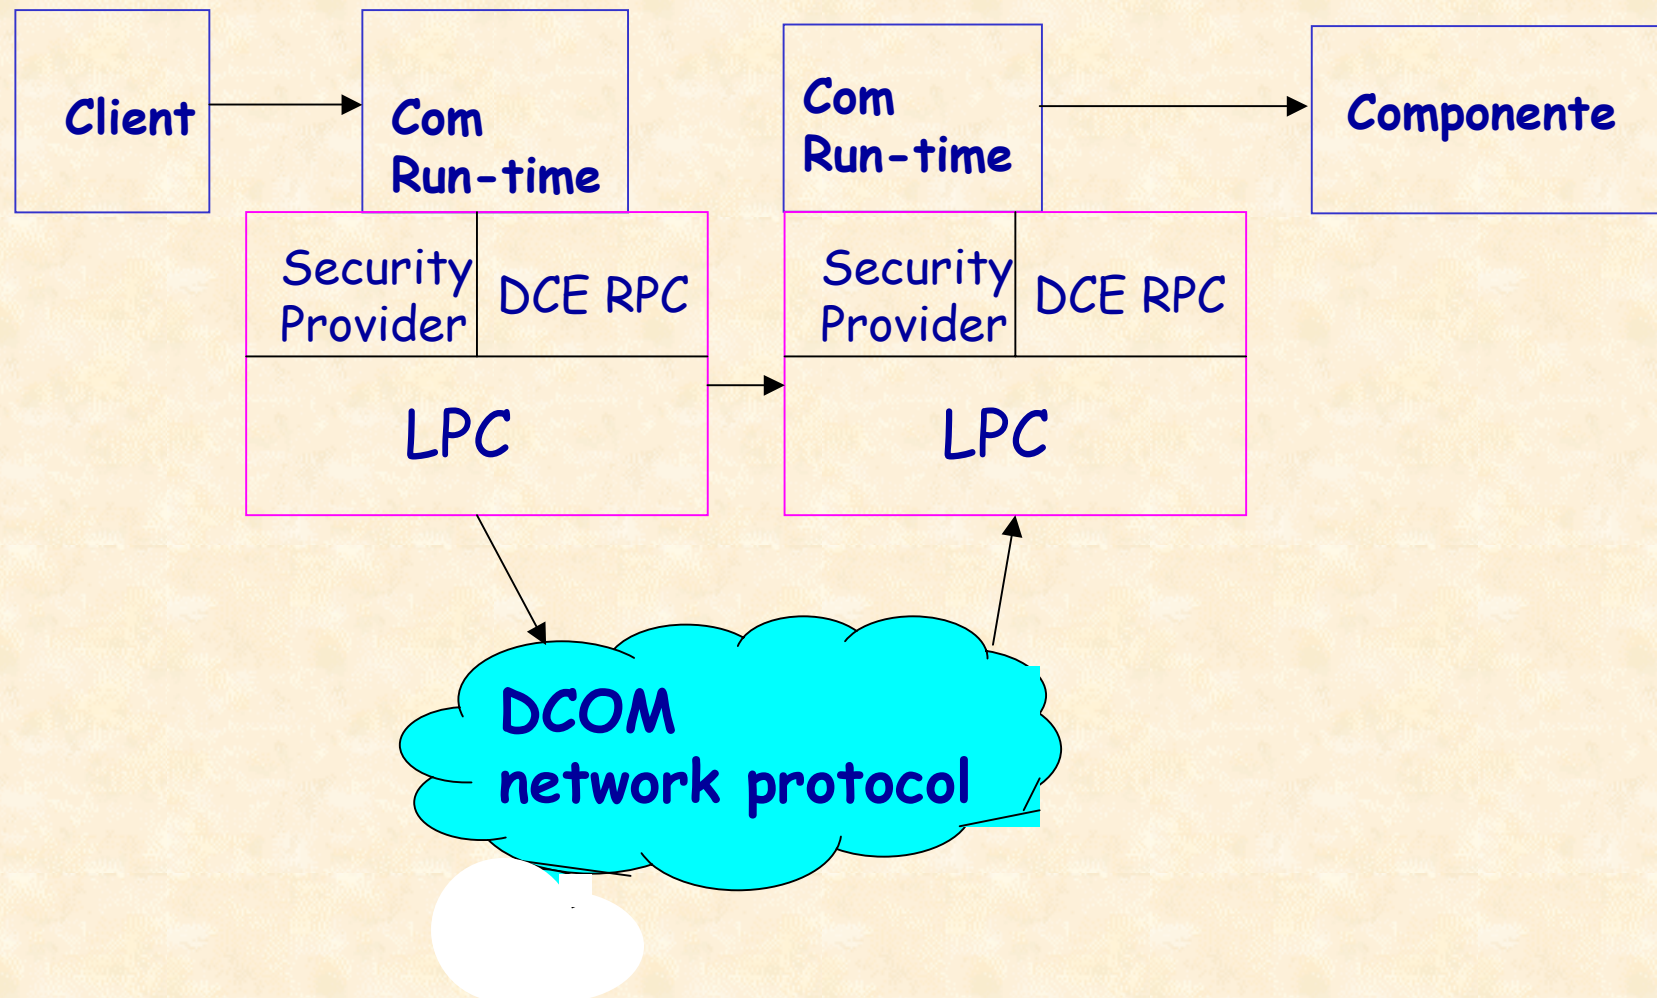 Client
Com
Run-time
Com
Run-time
Componente
Security
Provider
DCE RPC
Security
Provider
DCE RPC
LPC
LPC
DCOM
network protocol